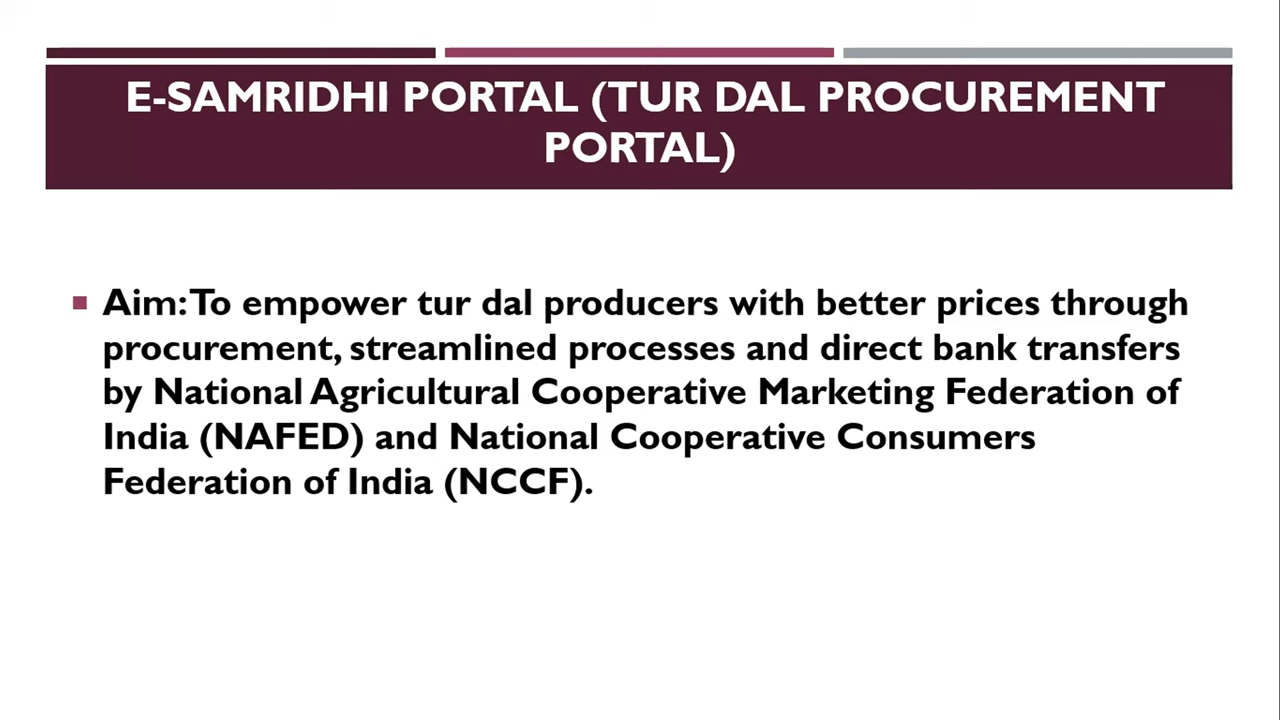 E-SAMRIDHI PORTAL (TUR DAL PROCUREMENT
PORTAL)
Aim: To empower tur dal producers with better prices through
procurement, streamlined processes and direct bank transfers
by National Agricultural Cooperative Marketing Federation of
India (NAFED) and National Cooperative Consumers
Federation of India (NCCF).